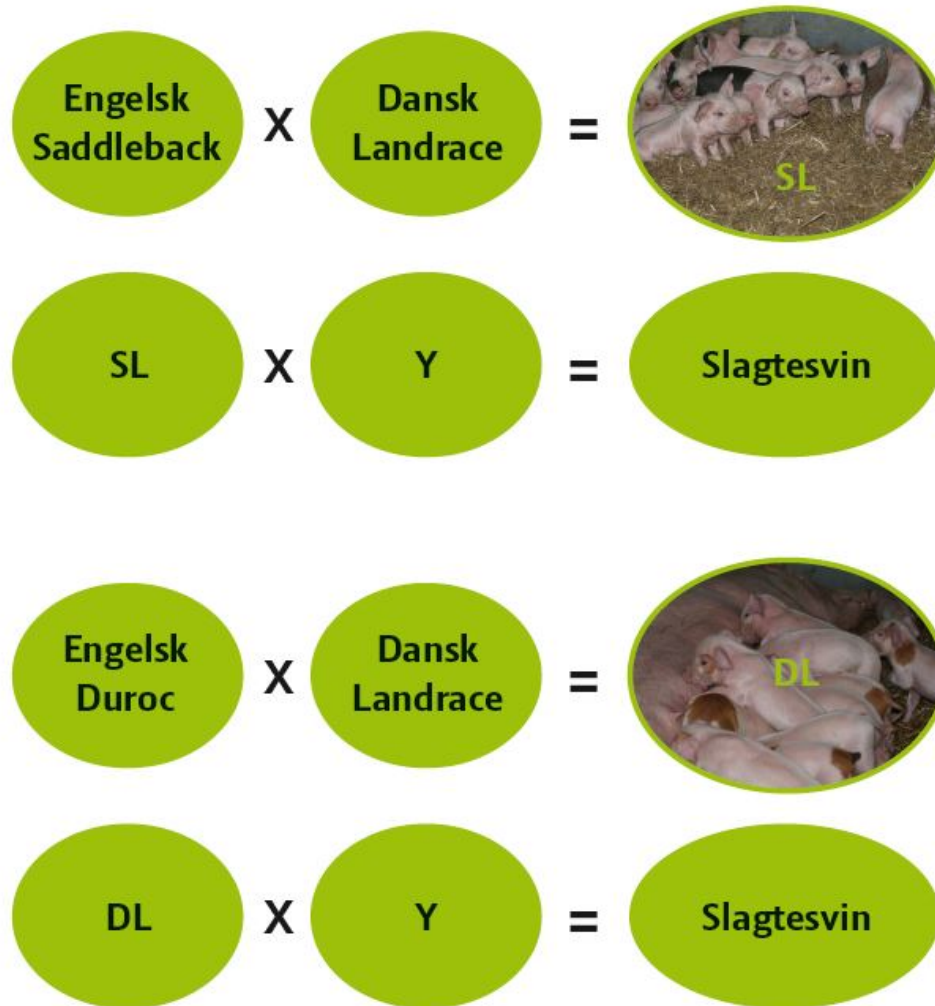 Engelsk
Saddleback
X
Dansk
Landrace
=
SL
SL
X
Y
=
Slagtesvin
Engelsk
Duroc
X
Dansk
Landrace
=
DL
DL
X
Y
=
Slagtesvin